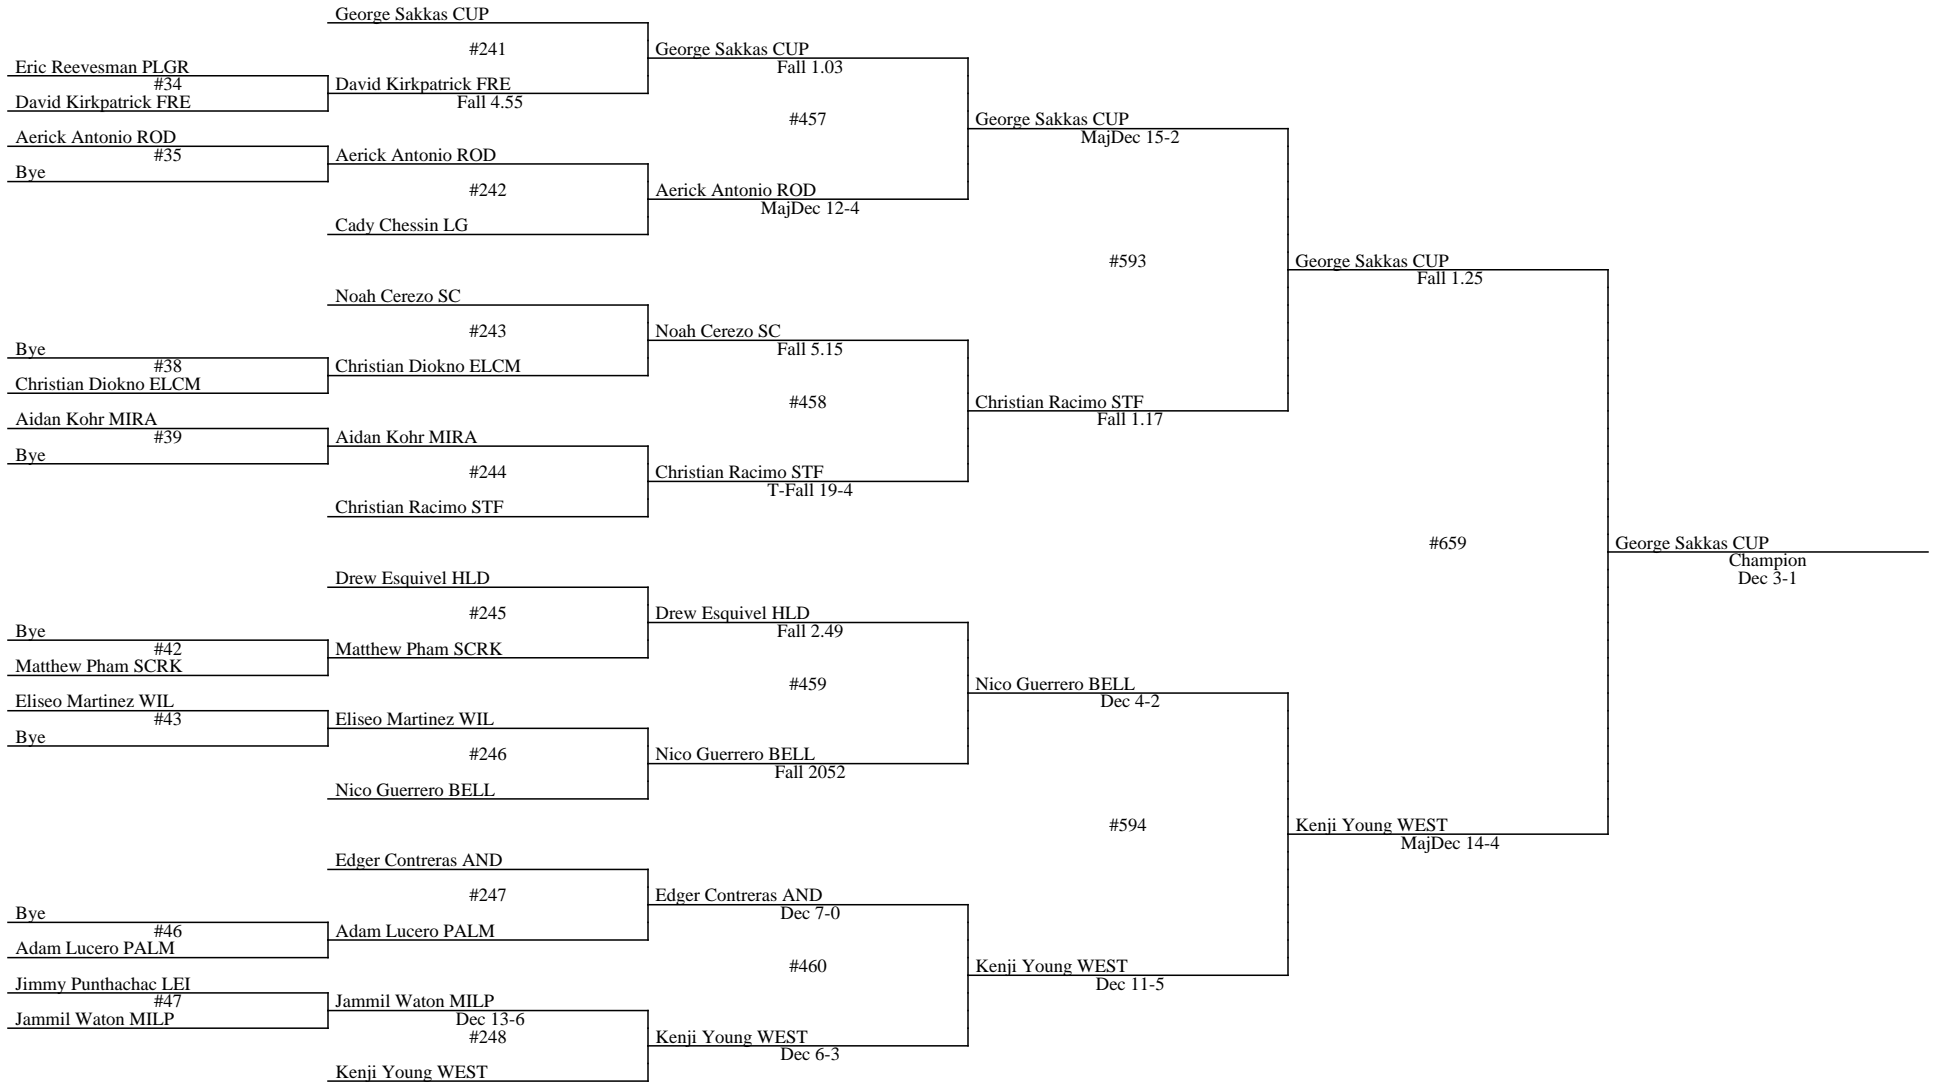 George Sakkas CUP
#241
George Sakkas CUP
Fall 1.03
Eric Reevesman PLGR
#34
David Kirkpatrick FRE
David Kirkpatrick FRE
Fall 4.55
#457
George Sakkas CUP
MajDec 15-2
Aerick Antonio ROD
#35
Bye
Aerick Antonio ROD
#242
Aerick Antonio ROD
MajDec 12-4
Cady Chessin LG
#593
George Sakkas CUP
Fall 1.25
Noah Cerezo SC
#243
Noah Cerezo SC
Fall 5.15
Bye
#38
Christian Diokno ELCM
Christian Diokno ELCM
#458
Christian Racimo STF
Fall 1.17
Aidan Kohr MIRA
#39
Bye
Aidan Kohr MIRA
#244
Christian Racimo STF
T-Fall 19-4
Christian Racimo STF
#659
George Sakkas CUP
Champion
Dec 3-1
Drew Esquivel HLD
#245
Drew Esquivel HLD
Fall 2.49
Bye
#42
Matthew Pham SCRK
Matthew Pham SCRK
#459
Nico Guerrero BELL
Dec 4-2
Eliseo Martinez WIL
#43
Bye
Eliseo Martinez WIL
#246
Nico Guerrero BELL
Fall 2052
Nico Guerrero BELL
#594
Kenji Young WEST
MajDec 14-4
Edger Contreras AND
#247
Edger Contreras AND
Dec 7-0
Bye
#46
Adam Lucero PALM
Adam Lucero PALM
#460
Kenji Young WEST
Dec 11-5
Jimmy Punthachac LEI
#47
Jammil Waton MILP
Jammil Waton MILP
Dec 13-6
#248
Kenji Young WEST
Dec 6-3
Kenji Young WEST